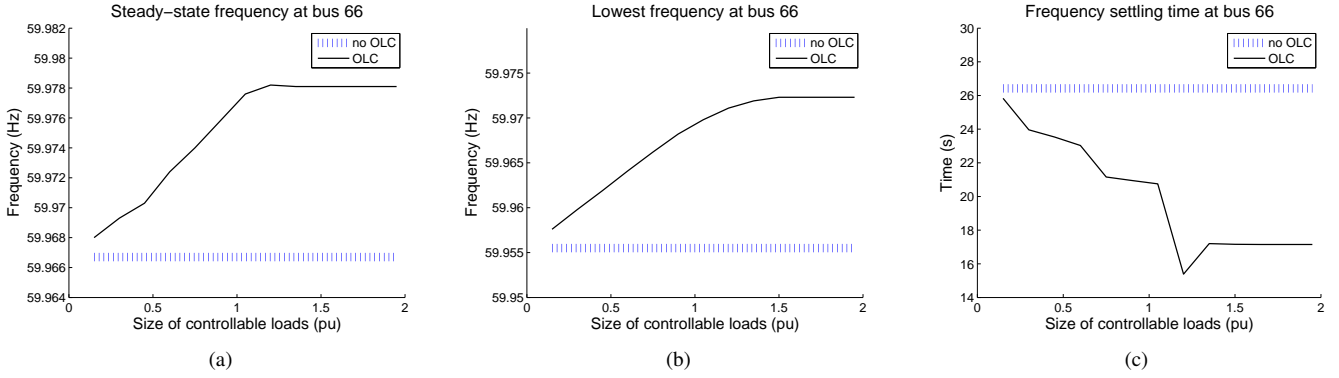 Steady−state frequency at bus 66
59.982
59.98
59.978
59.976
59.974
59.972
59.97
59.968
59.966
59.964
Frequency (Hz)
0
0.5
1
1.5
2
Size of controllable loads (pu)
no OLC
OLC
(a)
Lowest frequency at bus 66
59.975
59.97
59.965
59.96
59.955
59.95
Frequency (Hz)
0
0.5
1
1.5
2
Size of controllable loads (pu)
no OLC
OLC
(b)
Frequency settling time at bus 66
30
28
26
24
22
20
18
16
14
Time (s)
0
0.5
1
1.5
2
Size of controllable loads (pu)
no OLC
OLC
(c)